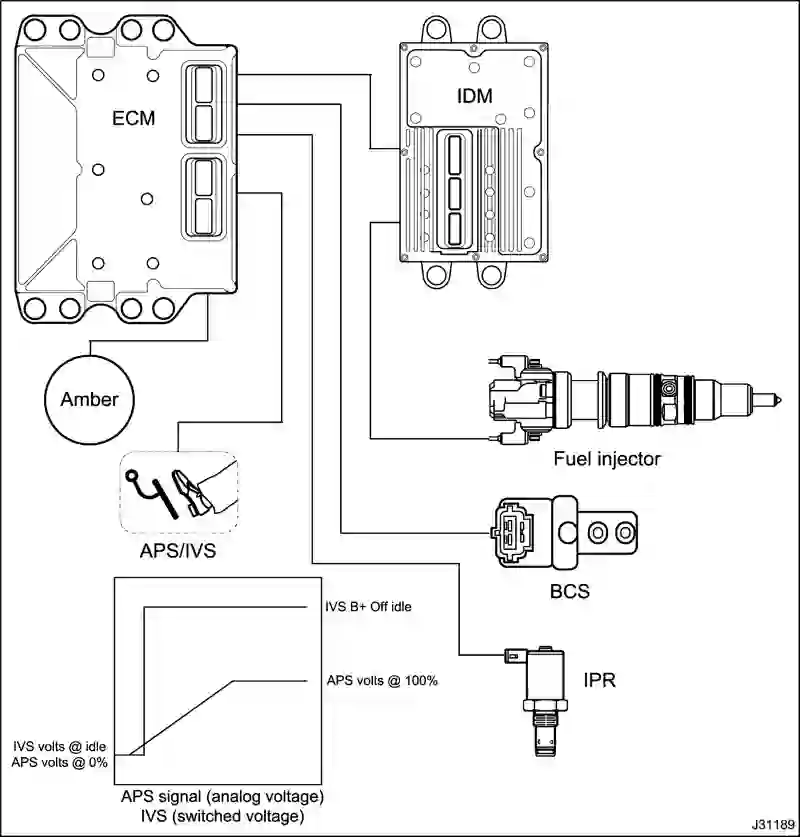 ECM
IDM
Amber
Fuel injector
APS/IVS
BCS
IVS B+ Off idle
IPR
APS volts @ 100%
IVS volts @ idle
APS volts @ 0%
APS signal (analog voltage)
IVS (switched voltage)
J31189